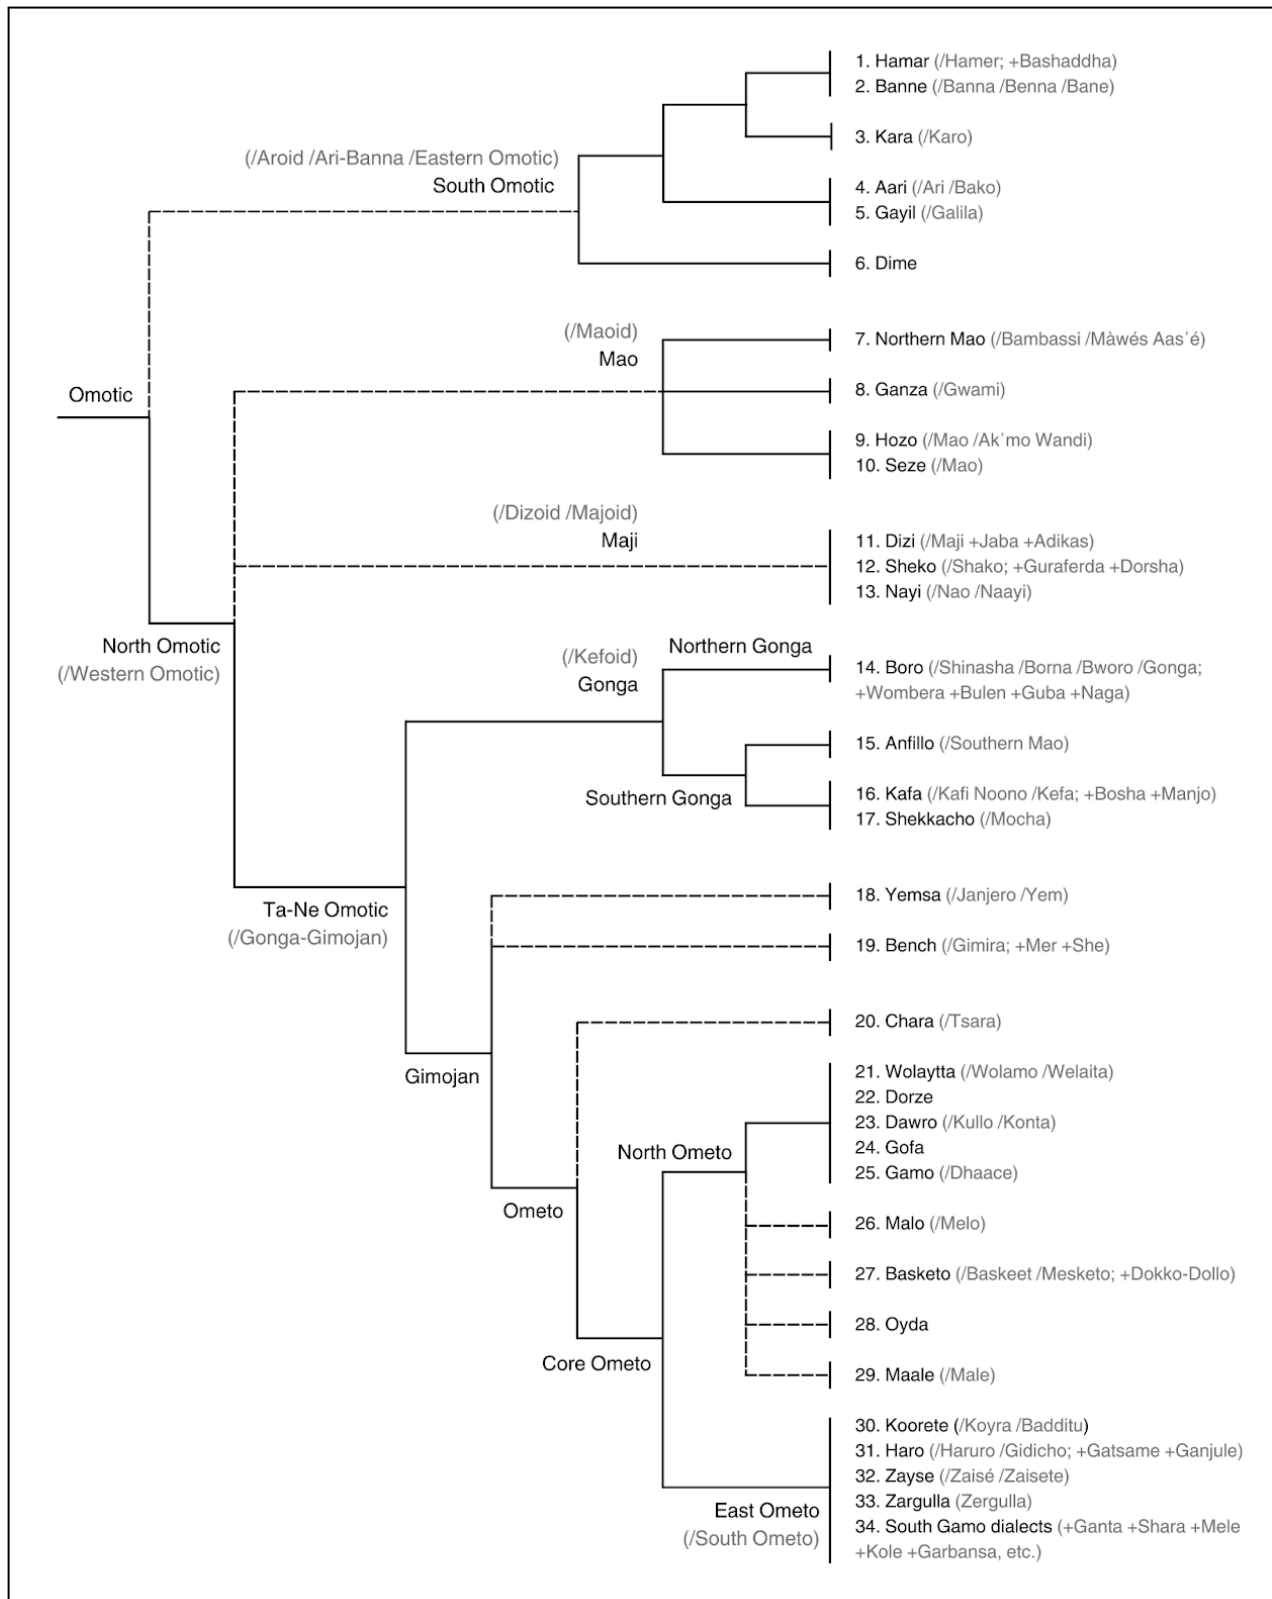 1. Hamar (/Hamer; +Bashaddha)
2. Banne (/Banna /Benna /Bane)
3. Kara (/Karo)
(/Aroid /Ari-Banna /Eastern Omotic)
South Omotic
4. Aari (/Ari /Bako)
5. Gayil (/Galila)
6. Dime
(/Maoid)
Mao
7. Northern Mao (/Bambassi /Màwés Aasʼé)
Omotic
8. Ganza (/Gwami)
9. Hozo (/Mao /Akʼmo Wandi)
10. Seze (/Mao)
(/Dizoid /Majoid)
Maji
11. Dizi (/Maji +Jaba +Adikas)
12. Sheko (/Shako; +Guraferda +Dorsha)
13. Nayi (/Nao /Naayi)
North Omotic
(/Western Omotic)
(/Kefoid)
Gonga
Northern Gonga
14. Boro (/Shinasha /Borna /Bworo /Gonga;
+Wombera +Bulen +Guba +Naga)
15. Anfillo (/Southern Mao)
Southern Gonga
16. Kafa (/Kafi Noono /Kefa; +Bosha +Manjo)
17. Shekkacho (/Mocha)
Ta-Ne Omotic
(/Gonga-Gimojan)
18. Yemsa (/Janjero /Yem)
19. Bench (/Gimira; +Mer +She)
Gimojan
20. Chara (/Tsara)
21. Wolaytta (/Wolamo /Welaita)
22. Dorze
23. Dawro (/Kullo /Konta)
24. Gofa
25. Gamo (/Dhaace)
North Ometo
Ometo
26. Malo (/Melo)
27. Basketo (/Baskeet /Mesketo; +Dokko-Dollo)
28. Oyda
Core Ometo
29. Maale (/Male)
30. Koorete (/Koyra /Badditu)
31. Haro (/Haruro /Gidicho; +Gatsame +Ganjule)
32. Zayse (/Zaisé /Zaisete)
33. Zargulla (Zergulla)
34. South Gamo dialects (+Ganta +Shara +Mele
+Kole +Garbansa, etc.)
East Ometo
(/South Ometo)